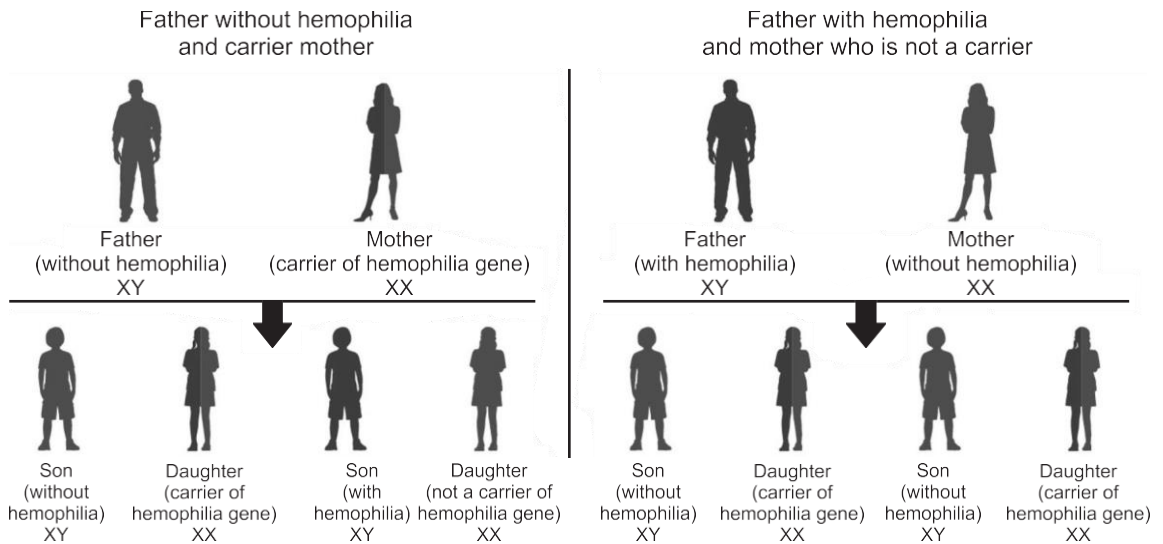 Father without hemophilia
and carrier mother
Father
(without hemophilia)
XY
Mother
(carrier of hemophilia gene)
XX
Son
(without
hemophilia)
XY
Daughter
(carrier of
hemophilia gene)
XX
Son
(with
hemophilia)
XY
Daughter
(not a carrier of
hemophilia gene)
XX
Father with hemophilia
and mother who is not a carrier
Father
(with hemophilia)
XY
Mother
(without hemophilia)
XX
Son
(without
hemophilia)
XY
Daughter
(carrier of
hemophilia gene)
XX
Son
(without
hemophilia)
XY
Daughter
(carrier of
hemophilia gene)
XX